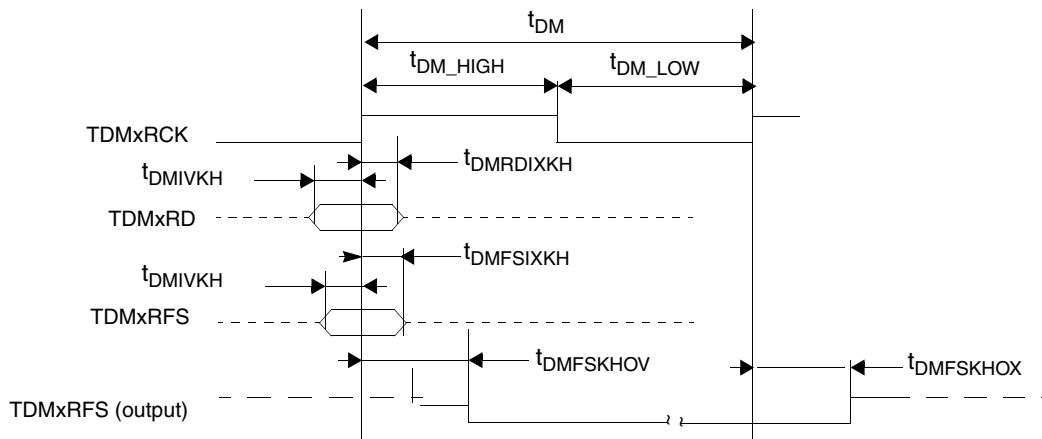 tDM
tDM_HIGH
tDM_LOW
TDMxRCK
tDMRDIXKH
tDMIVKH
TDMxRD
tDMFSIXKH
tDMIVKH
TDMxRFS
tDMFSKHOV
tDMFSKHOX
TDMxRFS (output)